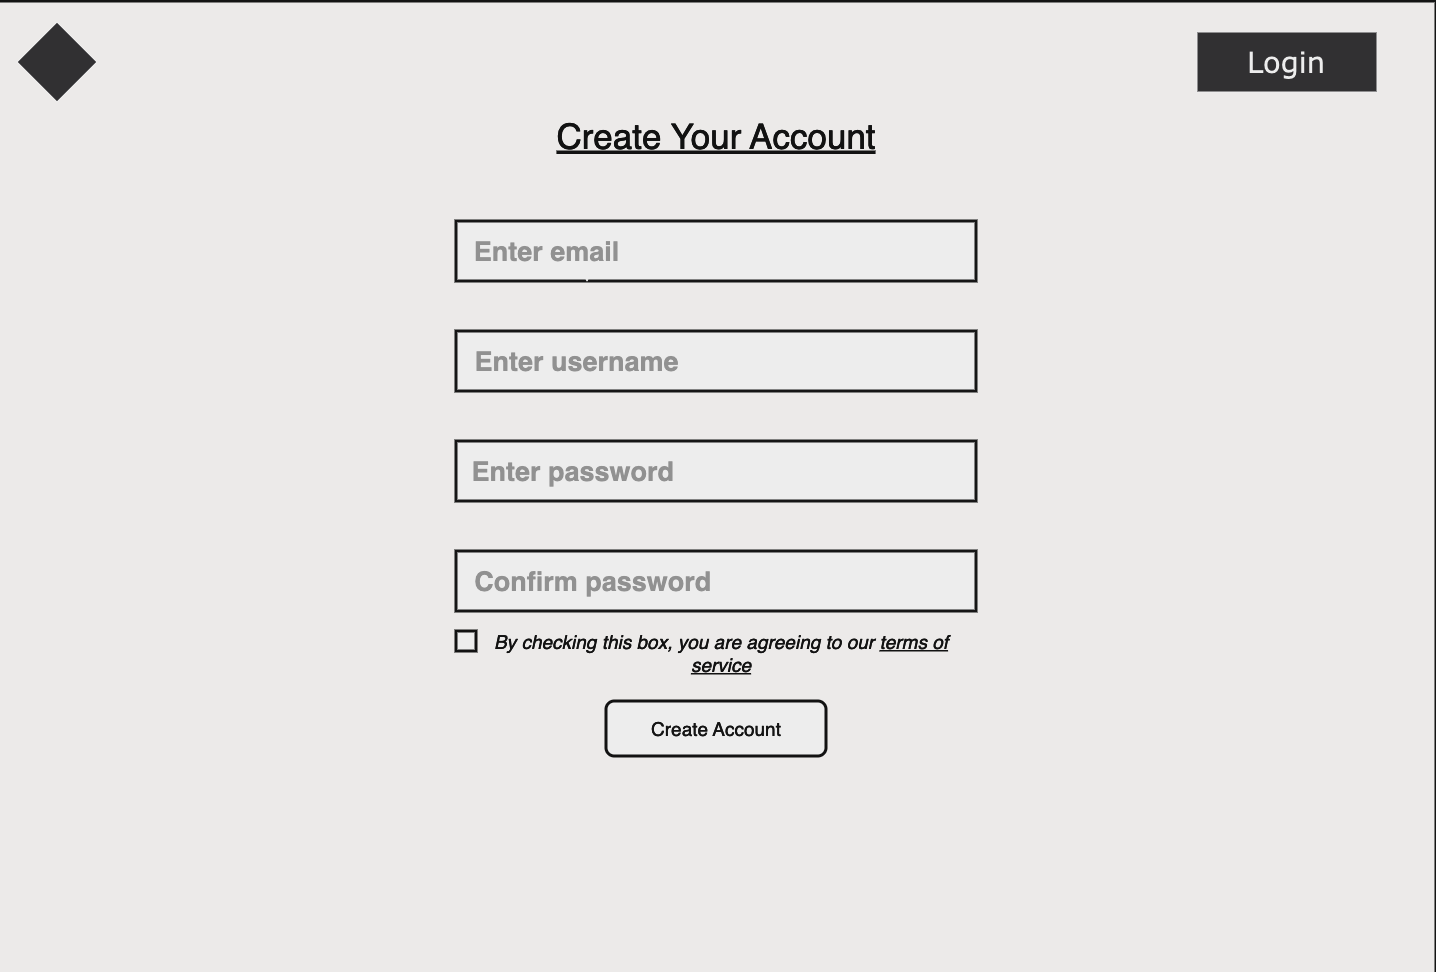 Login
Create Your Account
Enter email
Enter username
Enter password
Confirm password
By checking this box, you are agreeing to our terms of
service
Create Account